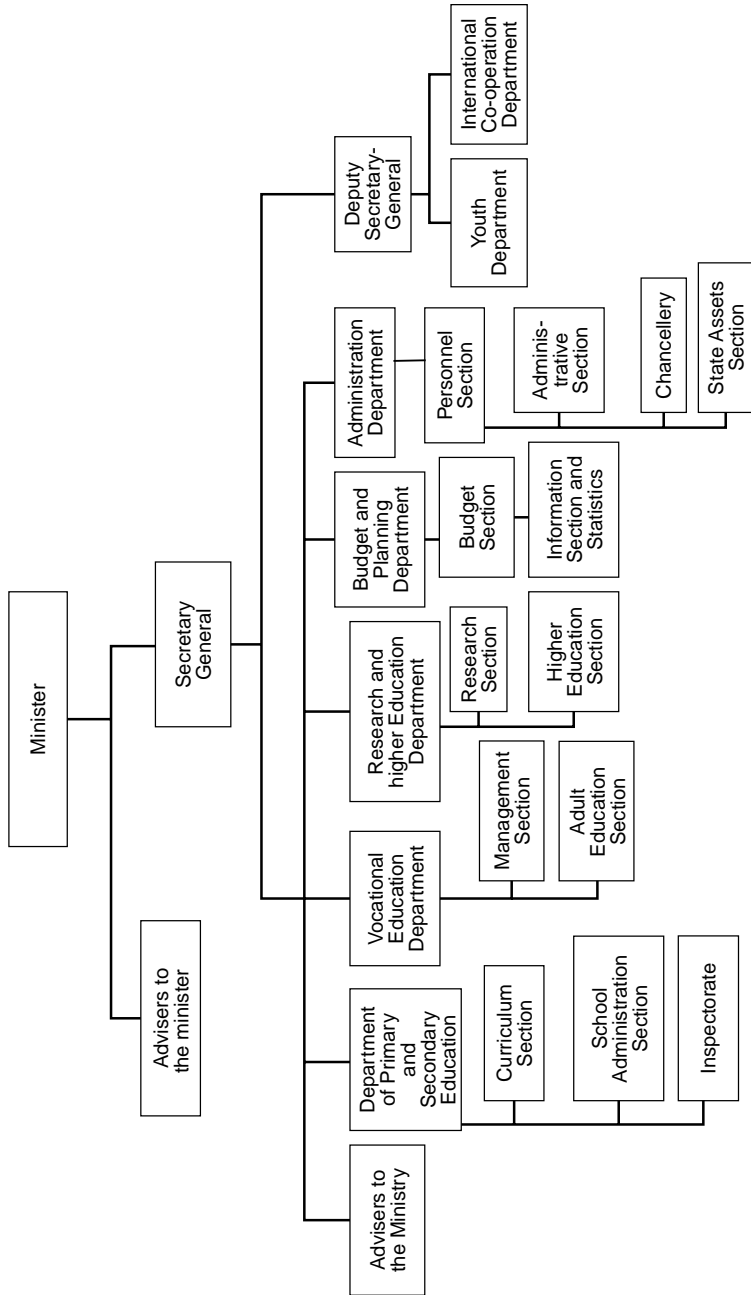 Minister
Advisers to
the minister
Secretary
General
Advisers to
the Ministry
Department
of Primary
and
Secondary
Education
Curriculum
Section
School
Administration
Section
Inspectorate
Vocational
Education
Department
Management
Section
Adult
Education
Section
Research and
higher Education
Department
Research
Section
Higher
Education
Section
Budget and
Planning
Department
Budget
Section
Information
Section and
Statistics
Administration
Department
Personnel
Section
Adminis-
trative
Section
Chancellery
State Assets
Section
Deputy
Secretary-
General
Youth
Department
International
Co-operation
Department